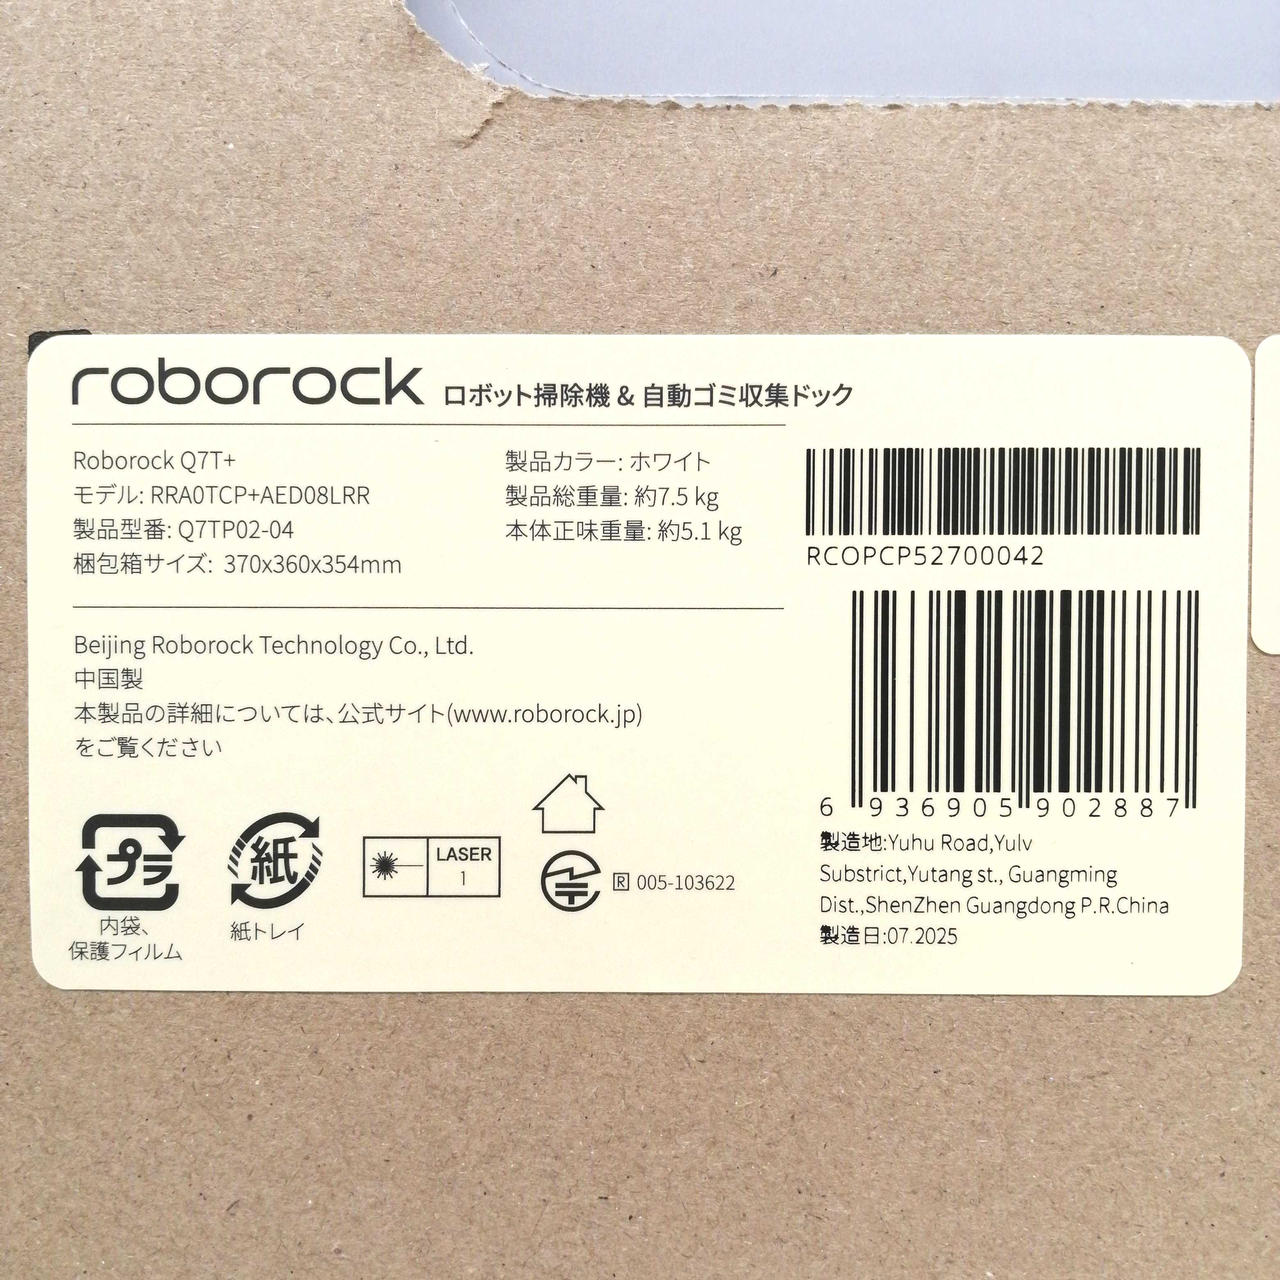 roborock ロボット掃除機 & 自動ゴミ収集ドック
Roborock Q7T+
モデル: RRA0TCP+AED08LRR
製品型番: Q7TP02-04
梱包箱サイズ: 370x360x354mm
製品カラー: ホワイト
製品総重量: 約7.5 kg
本体正味重量: 約5.1 kg
RCOPCP52700042
Beijing Roborock Technology Co., Ltd.
中国製
本製品の詳細については、公式サイト(www.roborock.jp)
をご覧ください
6 936905 902887
製造地:Yuhu Road,Yulv
Substrict,Yutang st., Guangming
Dist.,ShenZhen Guangdong P.R.China
製造日:07.2025
プラ
内袋、
保護フィルム
紙
紙トレイ
LASER
1
R 005-103622